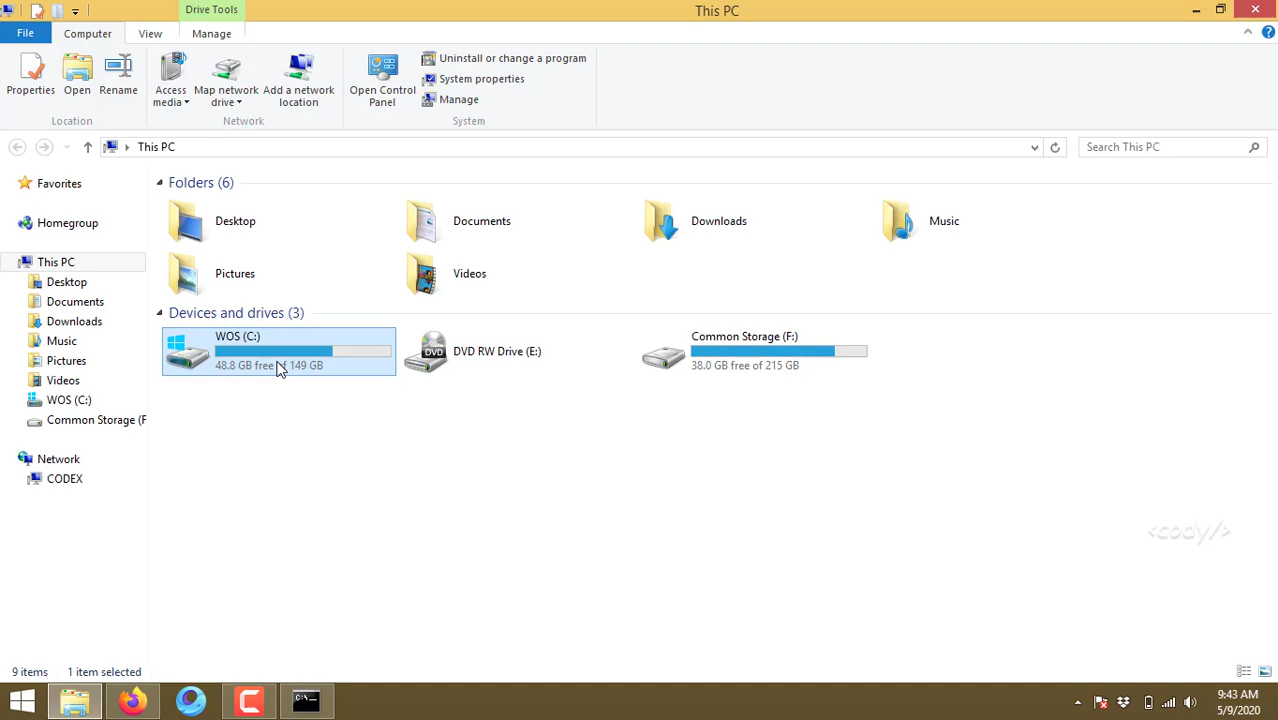 Drive Tools
This PC
File
Computer
View
Manage
Properties
Open
Rename
Access media
Map network drive
Add a network location
Open Control Panel
Uninstall or change a program
System properties
Manage
Location
Network
System
This PC
Search This PC
Favorites
Homegroup
This PC
Desktop
Documents
Downloads
Music
Pictures
Videos
WOS (C:)
Common Storage (F
Network
CODEX
Folders (6)
Desktop
Documents
Downloads
Music
Pictures
Videos
Devices and drives (3)
WOS (C:)
48.8 GB free of 149 GB
DVD
DVD RW Drive (E:)
Common Storage (F:)
38.0 GB free of 215 GB
<cody/>
9 items
1 item selected
C:\
9:43 AM
5/9/2020